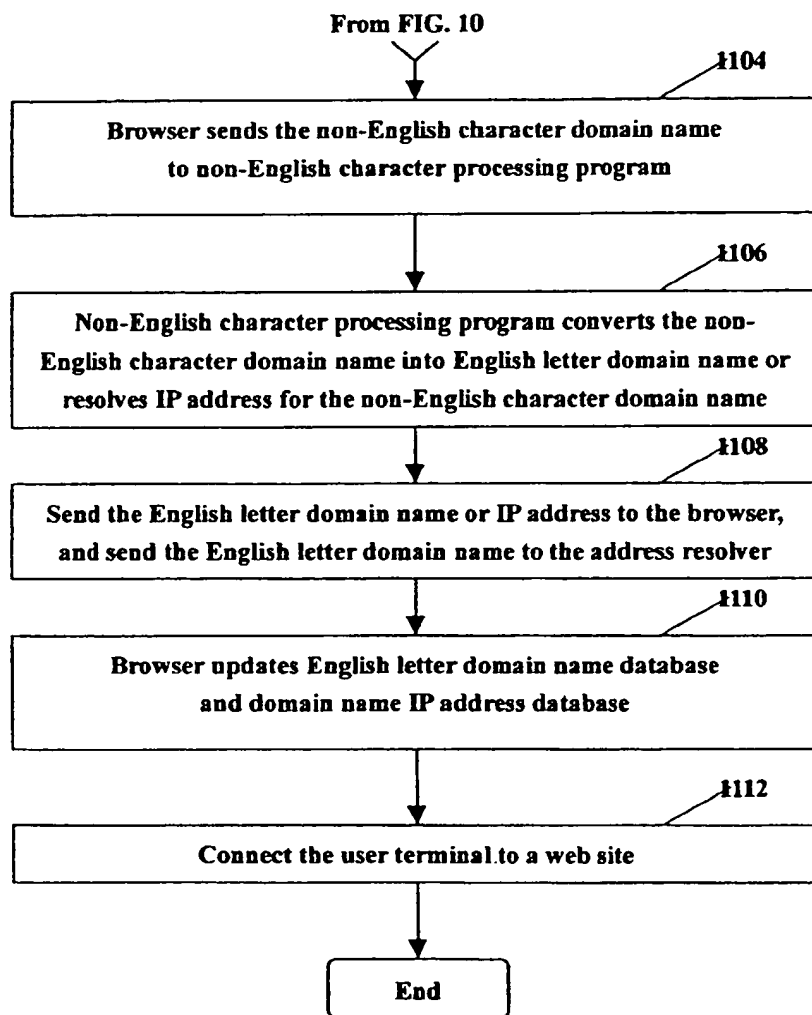 From FIG. 10
1104
Browser sends the non-English character domain name
to non-English character processing program
1106
Non-English character processing program converts the non-
English character domain name into English letter domain name or
resolves IP address for the non-English character domain name
1108
Send the English letter domain name or IP address to the browser,
and send the English letter domain name to the address resolver
1110
Browser updates English letter domain name database
and domain name IP address database
1112
Connect the user terminal to a web site
End